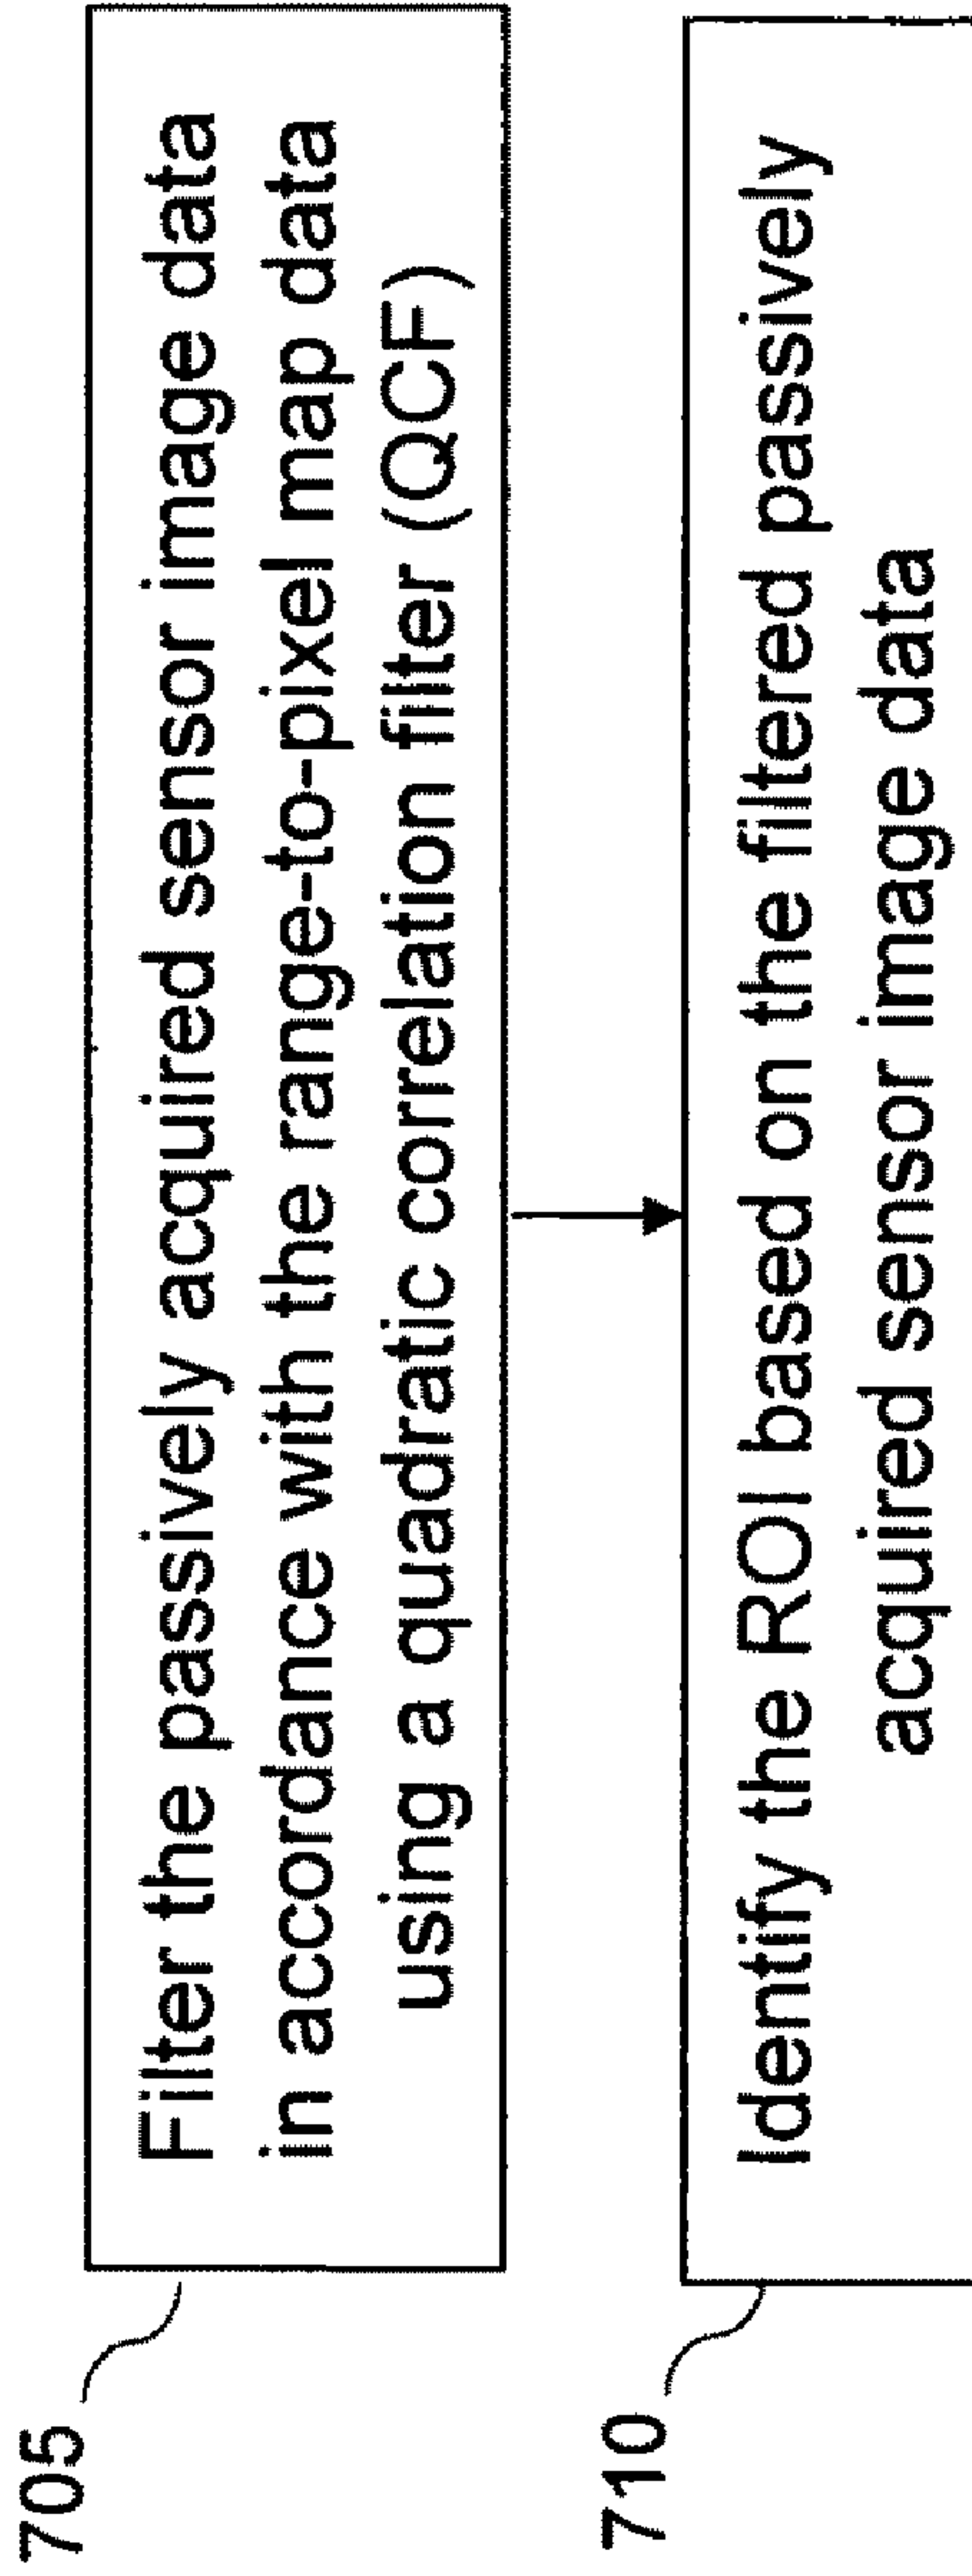 705
Filter the passively acquired sensor image data
in accordance with the range-to-pixel map data
using a quadratic correlation filter (QCF)
710
Identify the ROI based on the filtered passively
acquired sensor image data